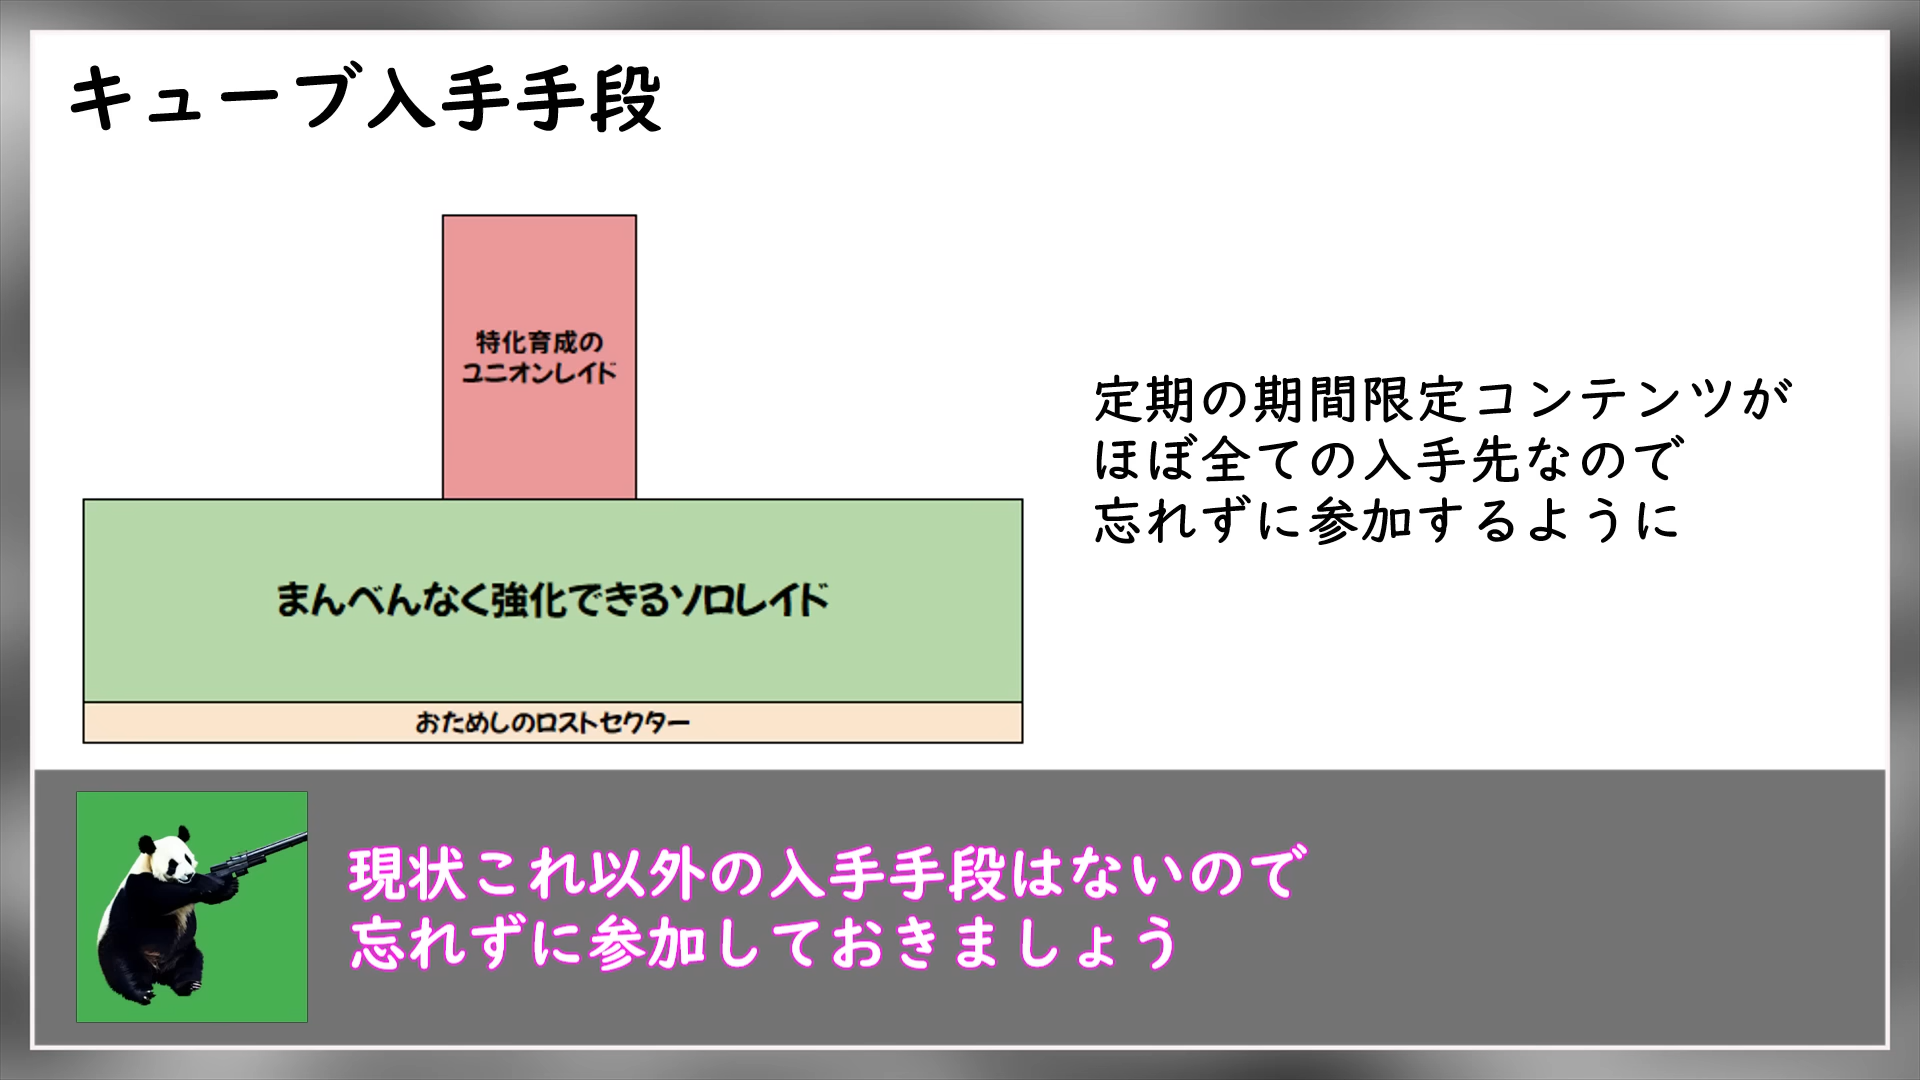 キューブ入手手段
特化育成の
ユニオンレイド
まんべんなく強化できるソロレイド
おためしのロストセクター
定期の期間限定コンテンツが
ほぼ全ての入手先なので
忘れずに参加するように
現状これ以外の入手手段はないので
忘れずに参加しておきましょう